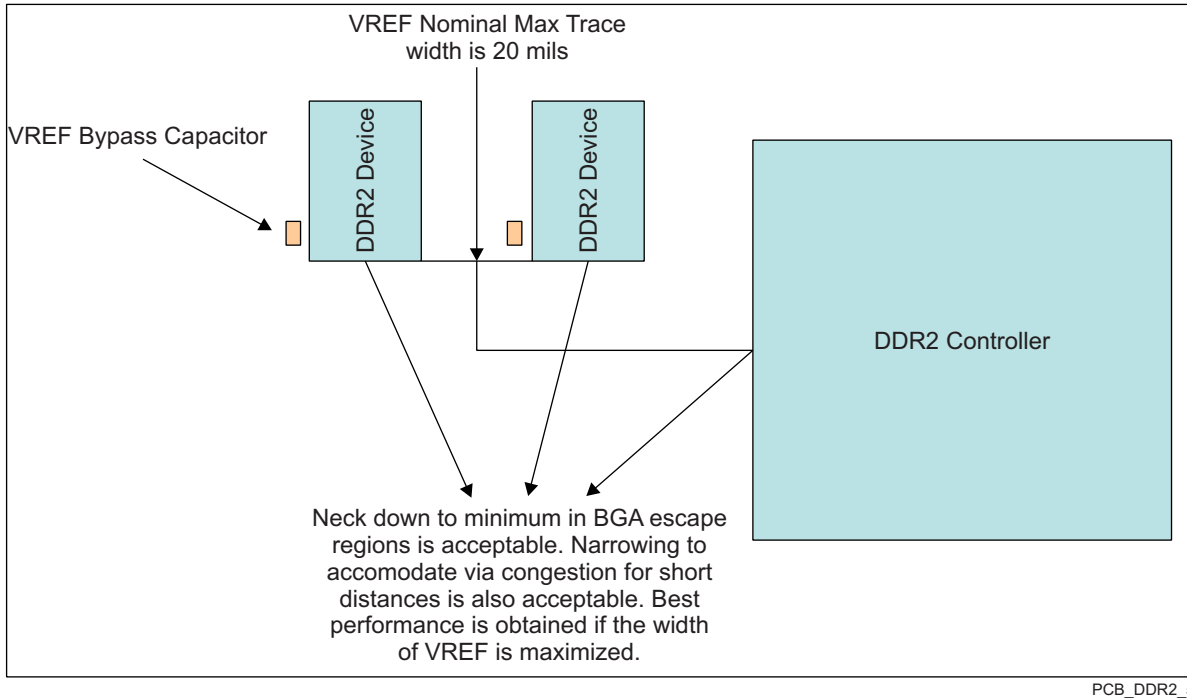 VREF Nominal Max Trace
width is 20 mils
VREF Bypass Capacitor
DDR2 Device
DDR2 Device
DDR2 Controller
Neck down to minimum in BGA escape
regions is acceptable. Narrowing to
accomodate via congestion for short
distances is also acceptable. Best
performance is obtained if the width
of VREF is maximized.
PCB_DDR2_